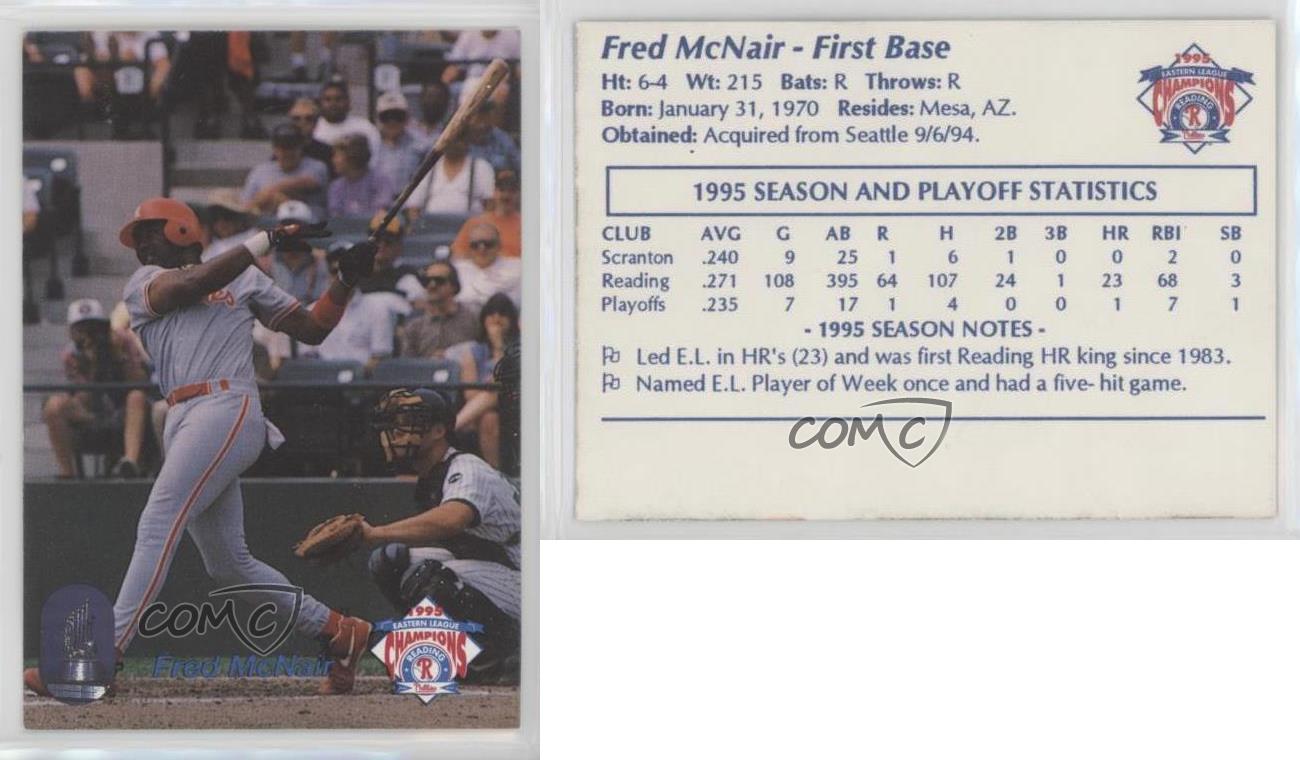 COMC
Fred McNair
1995
EASTERN LEAGUE
CHAMPIONS
READING
R
Phillies
Fred McNair - First Base
Ht: 6-4 Wt: 215 Bats: R Throws: R
Born: January 31, 1970 Resides: Mesa, AZ.
Obtained: Acquired from Seattle 9/6/94.
1995
EASTERN LEAGUE
CHAMPIONS
READING
R
Phillies
1995 SEASON AND PLAYOFF STATISTICS
CLUB AVG G AB R H 2B 3B HR RBI SB
Scranton .240 9 25 1 6 1 0 0 2 0
Reading .271 108 395 64 107 24 1 23 68 3
Playoffs .235 7 17 1 4 0 0 1 7 1
- 1995 SEASON NOTES -
Led E.L. in HR's (23) and was first Reading HR king since 1983.
Named E.L. Player of Week once and had a five- hit game.
COMC